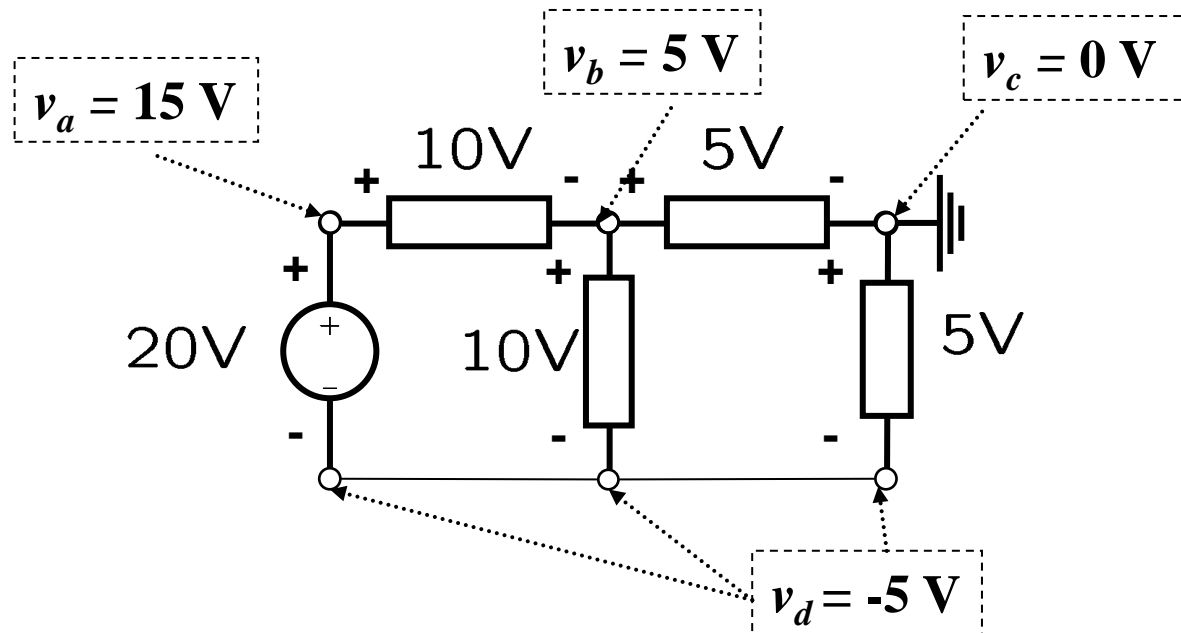 v_b = 5 V
v_c = 0 V
v_a = 15 V
10V
5V
+ - + -
+ + +
20V
+
10V
5V
-
- - -
v_d = -5 V